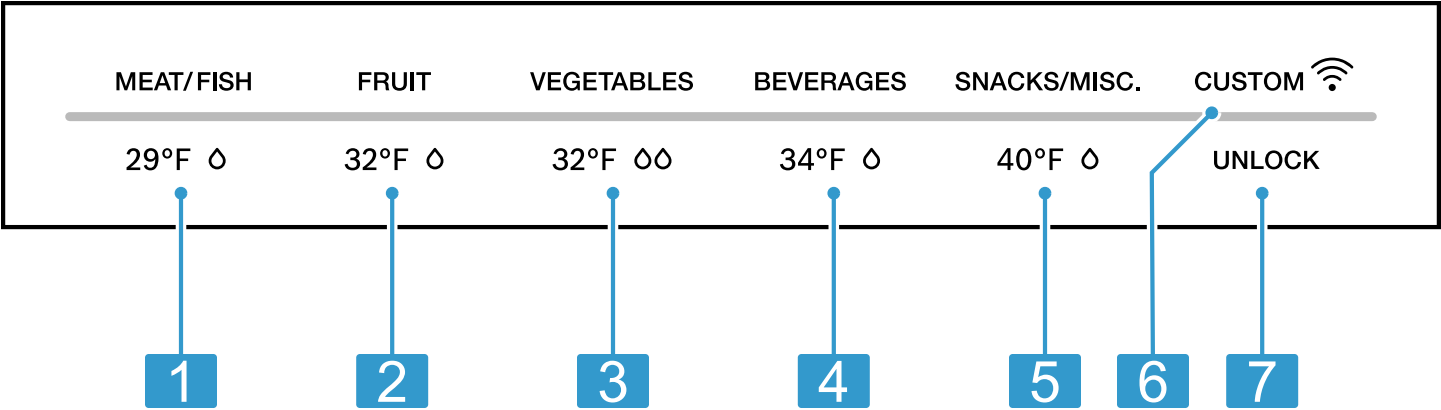 MEAT/FISH FRUIT VEGETABLES BEVERAGES SNACKS/MISC. CUSTOM
29°F 32°F 32°F 34°F 40°F UNLOCK
1 2 3 4 5 6 7